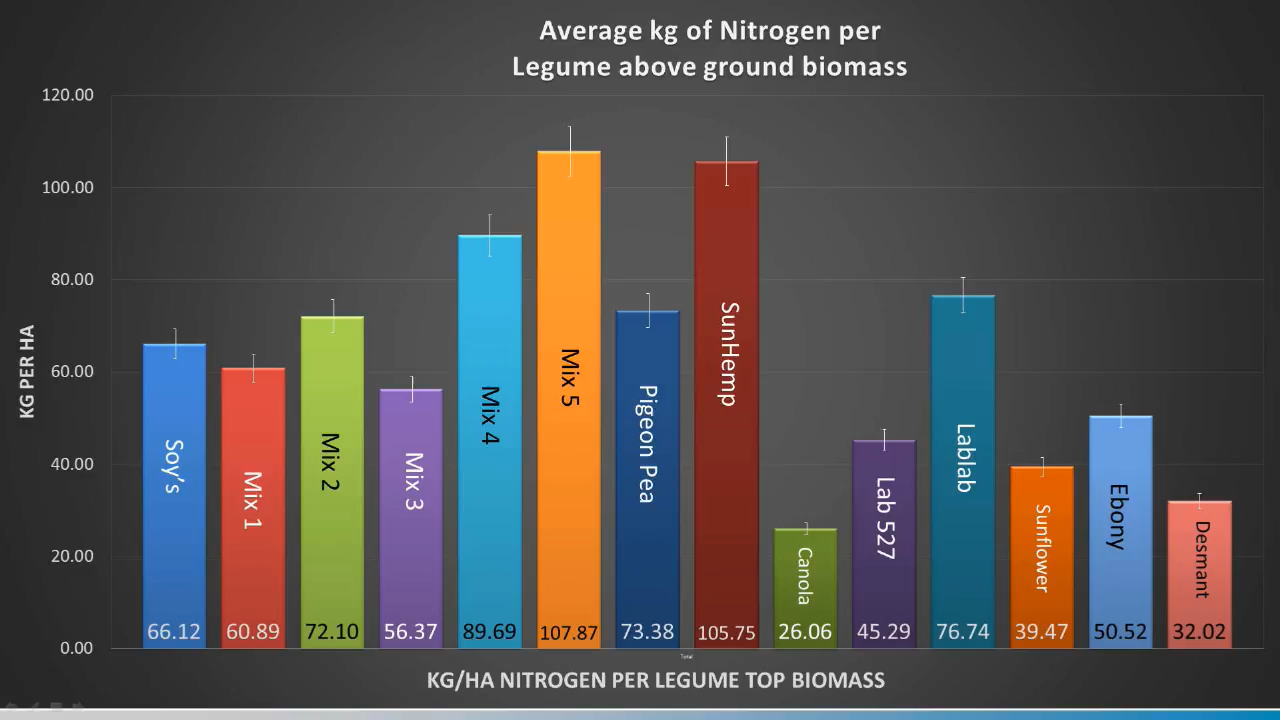 Average kg of Nitrogen per
Legume above ground biomass
120.00
100.00
80.00
60.00
40.00
20.00
0.00
KG PER HA
Soy's
Mix 1
Mix 2
Mix 3
Mix 4
Mix 5
Pigeon Pea
SunHemp
Canola
Lab 527
Lablab
Sunflower
Ebony
Desmant
66.12
60.89
72.10
56.37
89.69
107.87
73.38
105.75
26.06
45.29
76.74
39.47
50.52
32.02
Total
KG/HA NITROGEN PER LEGUME TOP BIOMASS